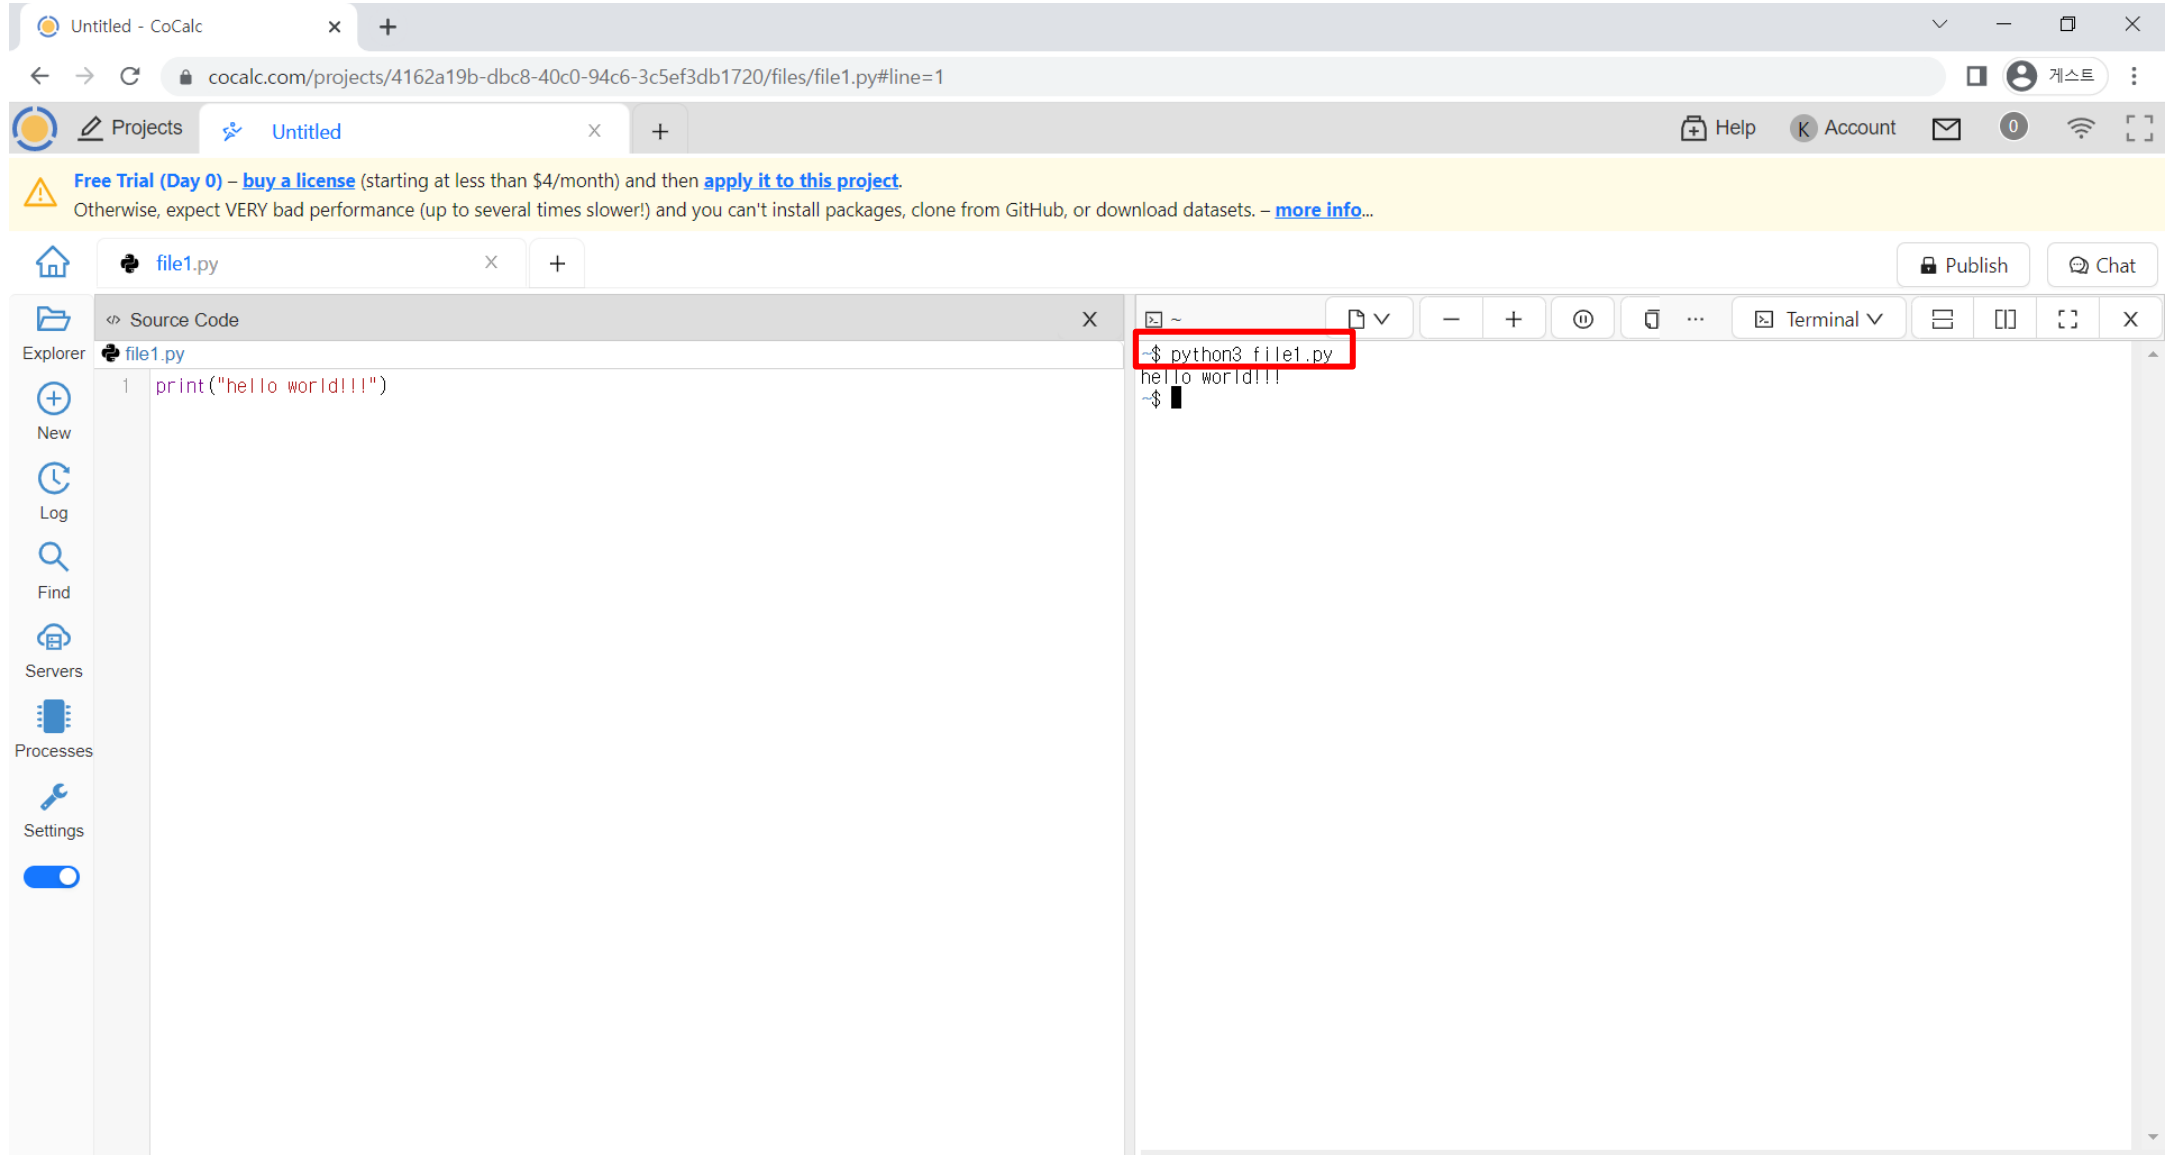 Untitled - CoCalc
cocalc.com/projects/4162a19b-dbc8-40c0-94c6-3c5ef3db1720/files/file1.py#line=1
게스트
Projects
Untitled
Help
K Account
0
Free Trial (Day 0) – buy a license (starting at less than $4/month) and then apply it to this project.
Otherwise, expect VERY bad performance (up to several times slower!) and you can't install packages, clone from GitHub, or download datasets. – more info...
file1.py
Publish
Chat
Explorer
New
Log
Find
Servers
Processes
Settings
Source Code
file1.py
1 print("hello world!!!")
~
Terminal
~$ python3 file1.py
hello world!!!
~$